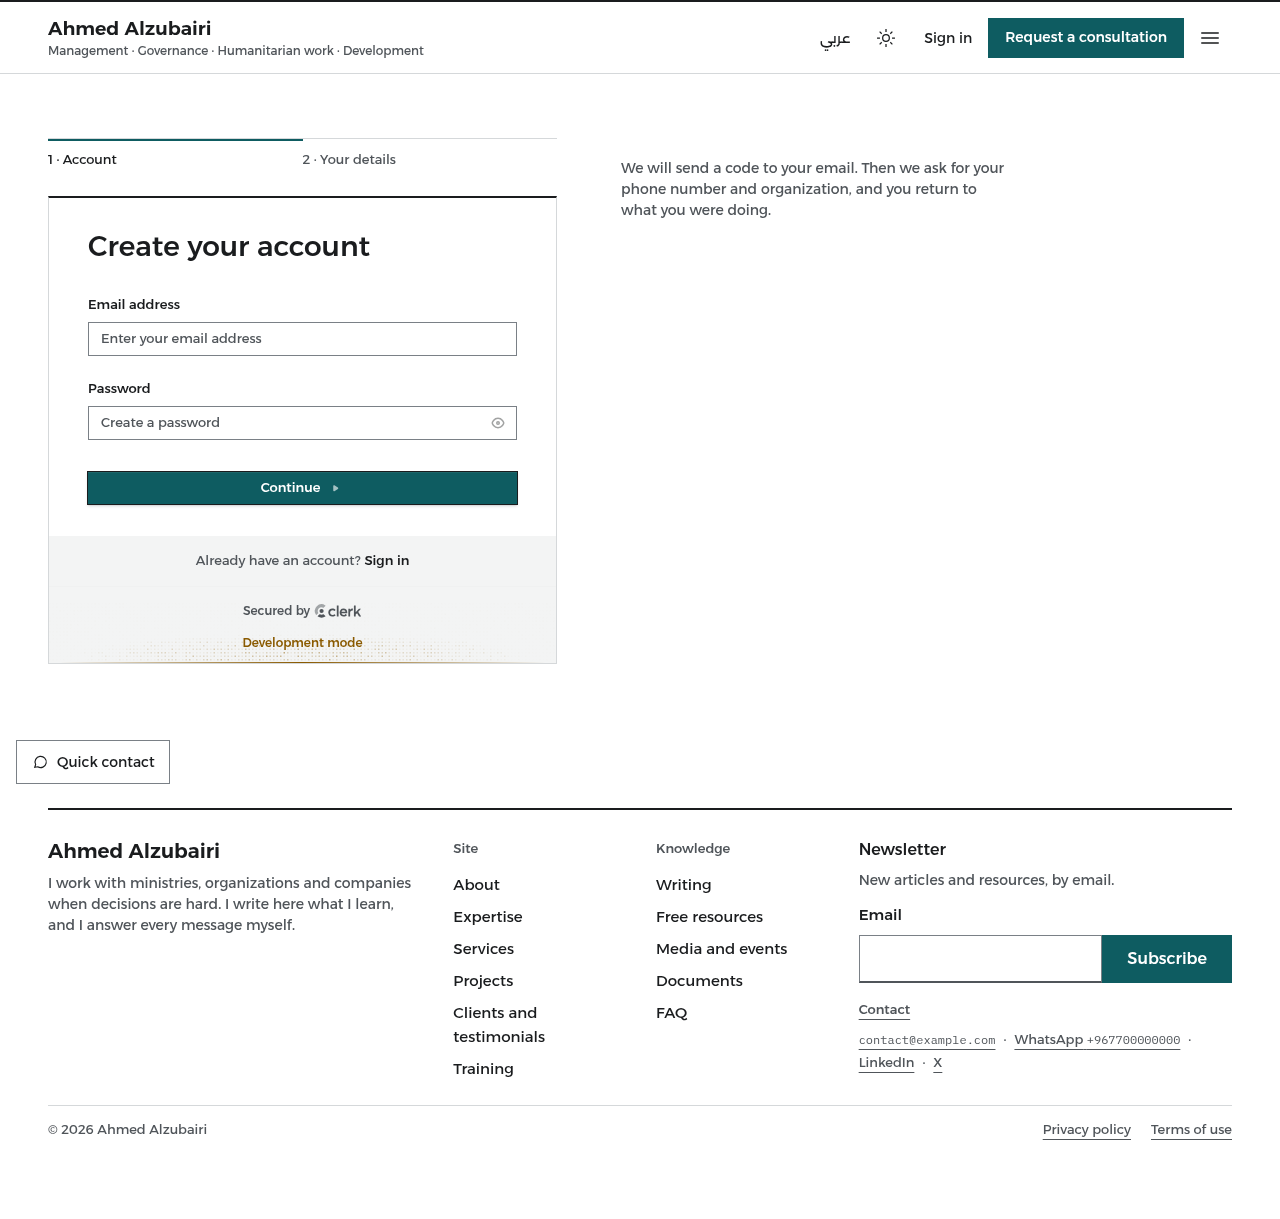 Ahmed Alzubairi
Management · Governance · Humanitarian work · Development
عربي
Sign in
Request a consultation
1 · Account
2 · Your details
We will send a code to your email. Then we ask for your
phone number and organization, and you return to
what you were doing.
Create your account
Email address
Enter your email address
Password
Create a password
Continue
Already have an account? Sign in
Secured by clerk
Development mode
Quick contact
Ahmed Alzubairi
I work with ministries, organizations and companies
when decisions are hard. I write here what I learn,
and I answer every message myself.
Site
About
Expertise
Services
Projects
Clients and
testimonials
Training
Knowledge
Writing
Free resources
Media and events
Documents
FAQ
Newsletter
New articles and resources, by email.
Email
Subscribe
Contact
contact@example.com · WhatsApp +967700000000 ·
LinkedIn · X
© 2026 Ahmed Alzubairi
Privacy policy
Terms of use